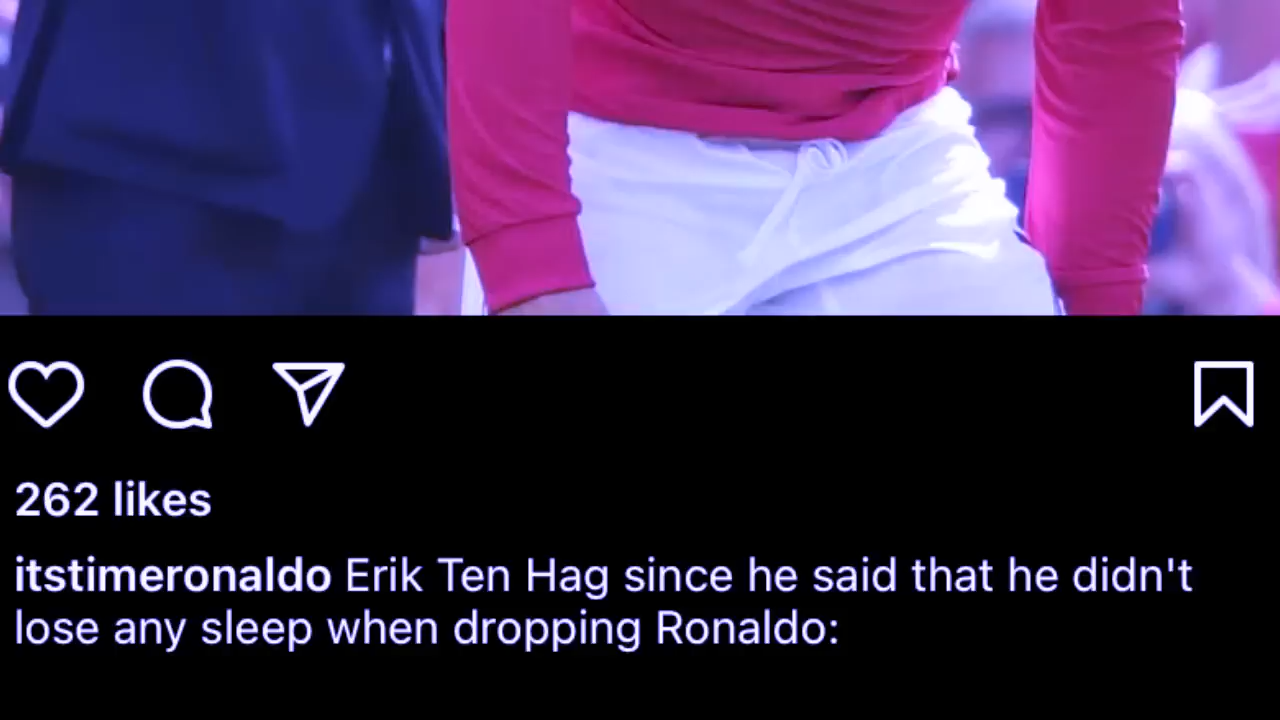 262 likes
itstimeronaldo Erik Ten Hag since he said that he didn't
lose any sleep when dropping Ronaldo: